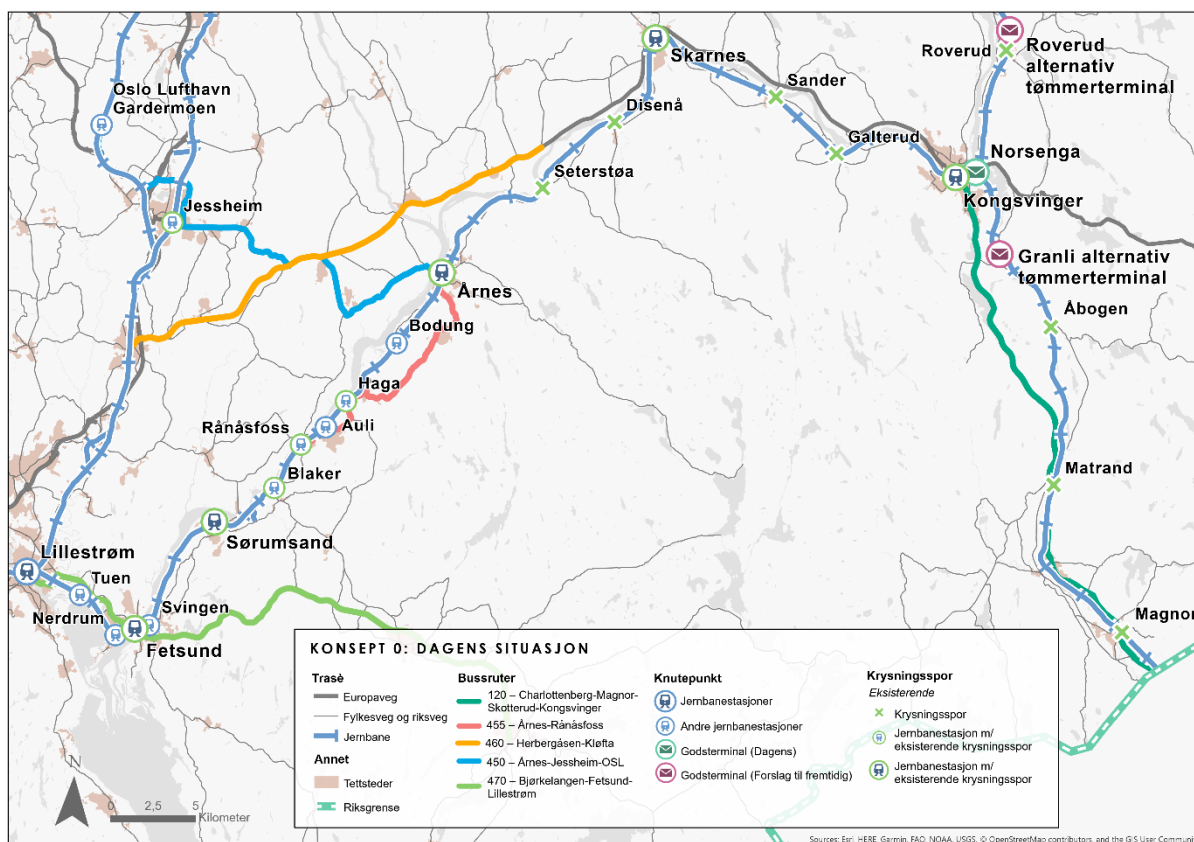 Oslo Lufthavn
Gardermoen
Jessheim
Skarnes
Sander
Disenå
Galterud
Seterstøa
Roverud
Roverud
alternativ
tømmerterminal
Norsenga
Kongsvinger
Granli alternativ
tømmerterminal
Åbogen
Årnes
Bodung
Haga
Auli
Rånåsfoss
Blaker
Sørumsand
Matrand
Magnor
Lillestrøm
Tuen
Svingen
Nerdrum
Fetsund
KONSEPT 0: DAGENS SITUASJON
Trasè
Europaveg
Fylkesveg og riksveg
Jernbane
Annet
Tettsteder
Riksgrense
Bussruter
120 – Charlottenberg-Magnor-
Skotterud-Kongsvinger
455 – Årnes-Rånåsfoss
460 – Herbergåsen-Kløfta
450 – Årnes-Jessheim-OSL
470 – Bjørkelangen-Fetsund-
Lillestrøm
Knutepunkt
Jernbanestasjoner
Andre jernbanestasjoner
Godsterminal (Dagens)
Godsterminal (Forslag til fremtidig)
Krysningsspor
Eksisterende
Krysningsspor
Jernbanestasjon m/
eksisterende krysningsspor
Jernbanestasjon m/
eksisterende krysningsspor
N
0 2,5 5
Kilometer
Sources: Esri, HERE, Garmin, FAO, NOAA, USGS, © OpenStreetMap contributors, and the GIS User Communi